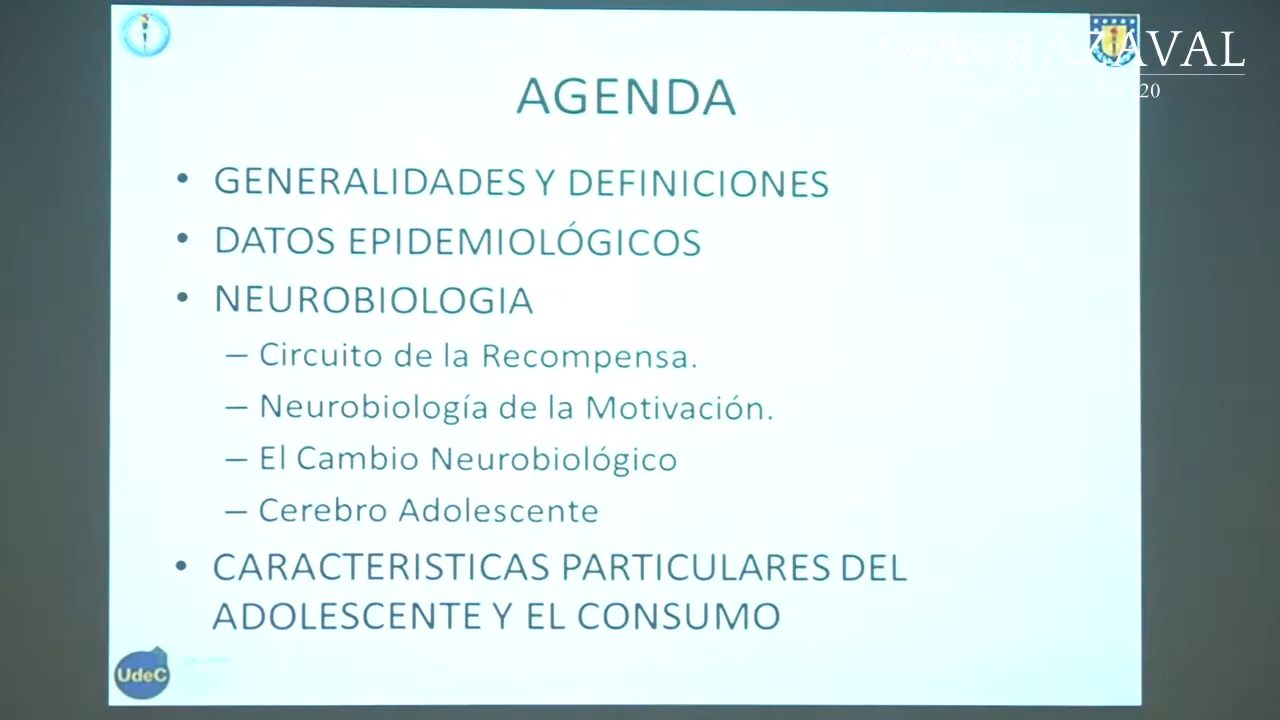 AGENDA
• GENERALIDADES Y DEFINICIONES
• DATOS EPIDEMIOLÓGICOS
• NEUROBIOLOGIA
– Circuito de la Recompensa.
– Neurobiología de la Motivación.
– El Cambio Neurobiológico
– Cerebro Adolescente
• CARACTERISTICAS PARTICULARES DEL
ADOLESCENTE Y EL CONSUMO
UdeC